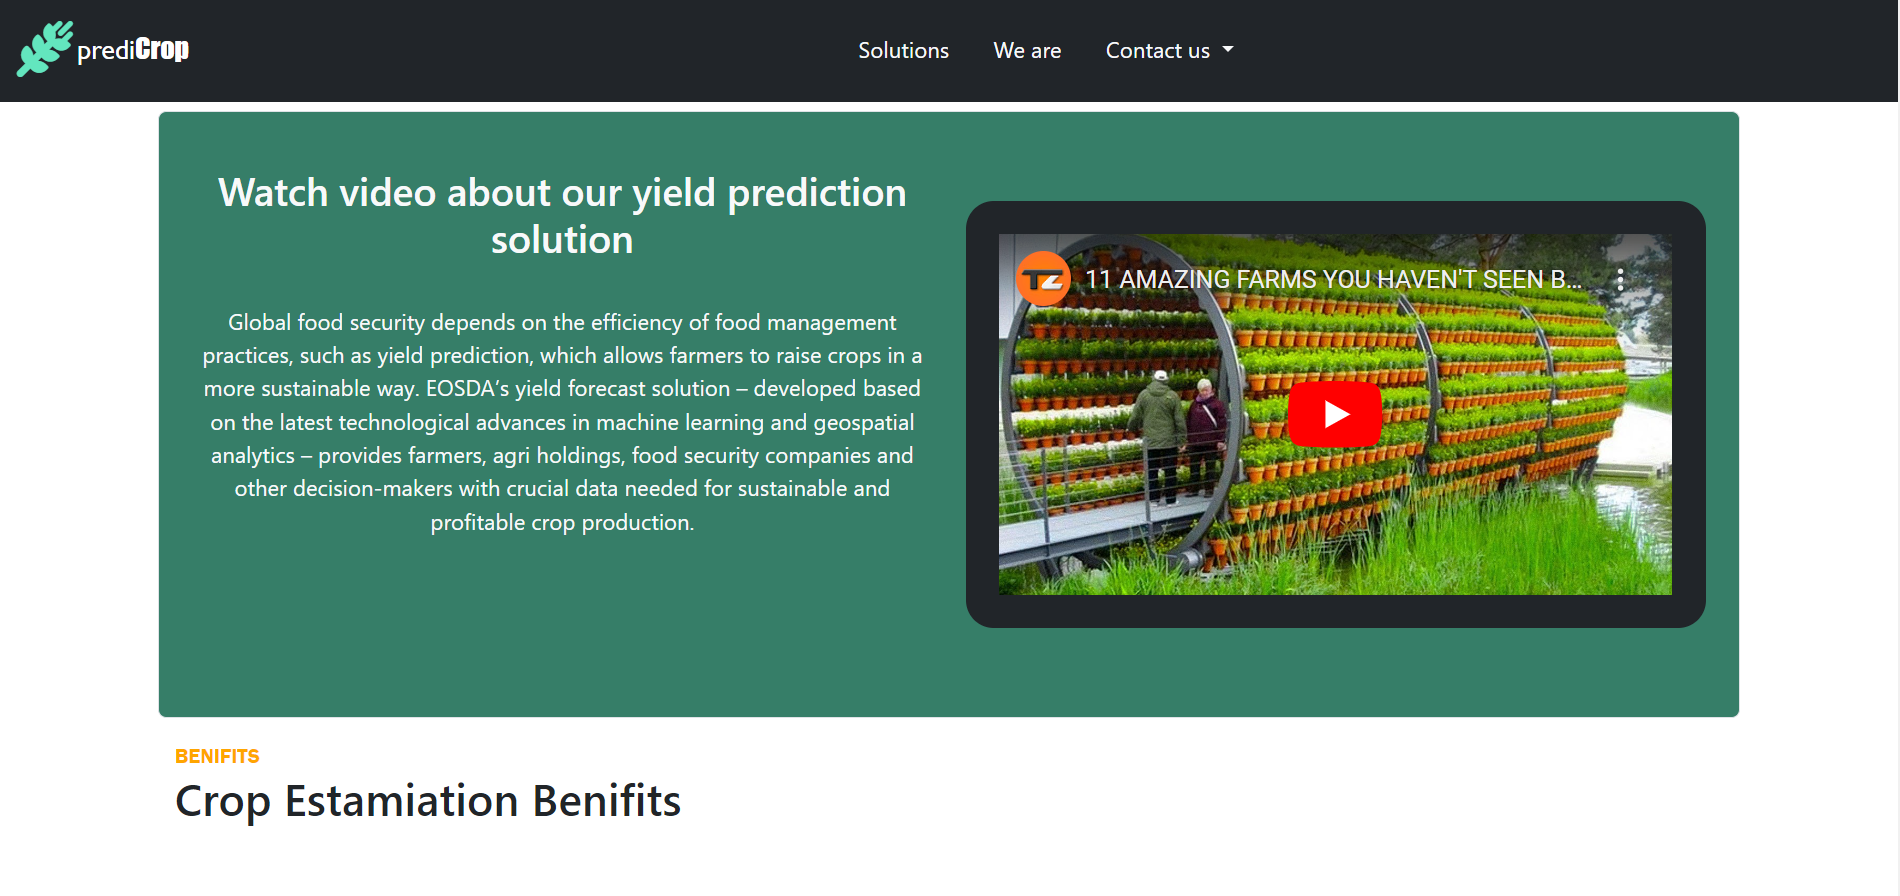 prediCrop
Solutions
We are
Contact us
Watch video about our yield prediction
solution
Global food security depends on the efficiency of food management
practices, such as yield prediction, which allows farmers to raise crops in a
more sustainable way. EOSDA’s yield forecast solution – developed based
on the latest technological advances in machine learning and geospatial
analytics – provides farmers, agri holdings, food security companies and
other decision-makers with crucial data needed for sustainable and
profitable crop production.
TZ
11 AMAZING FARMS YOU HAVEN'T SEEN B...
BENIFITS
Crop Estamiation Benifits